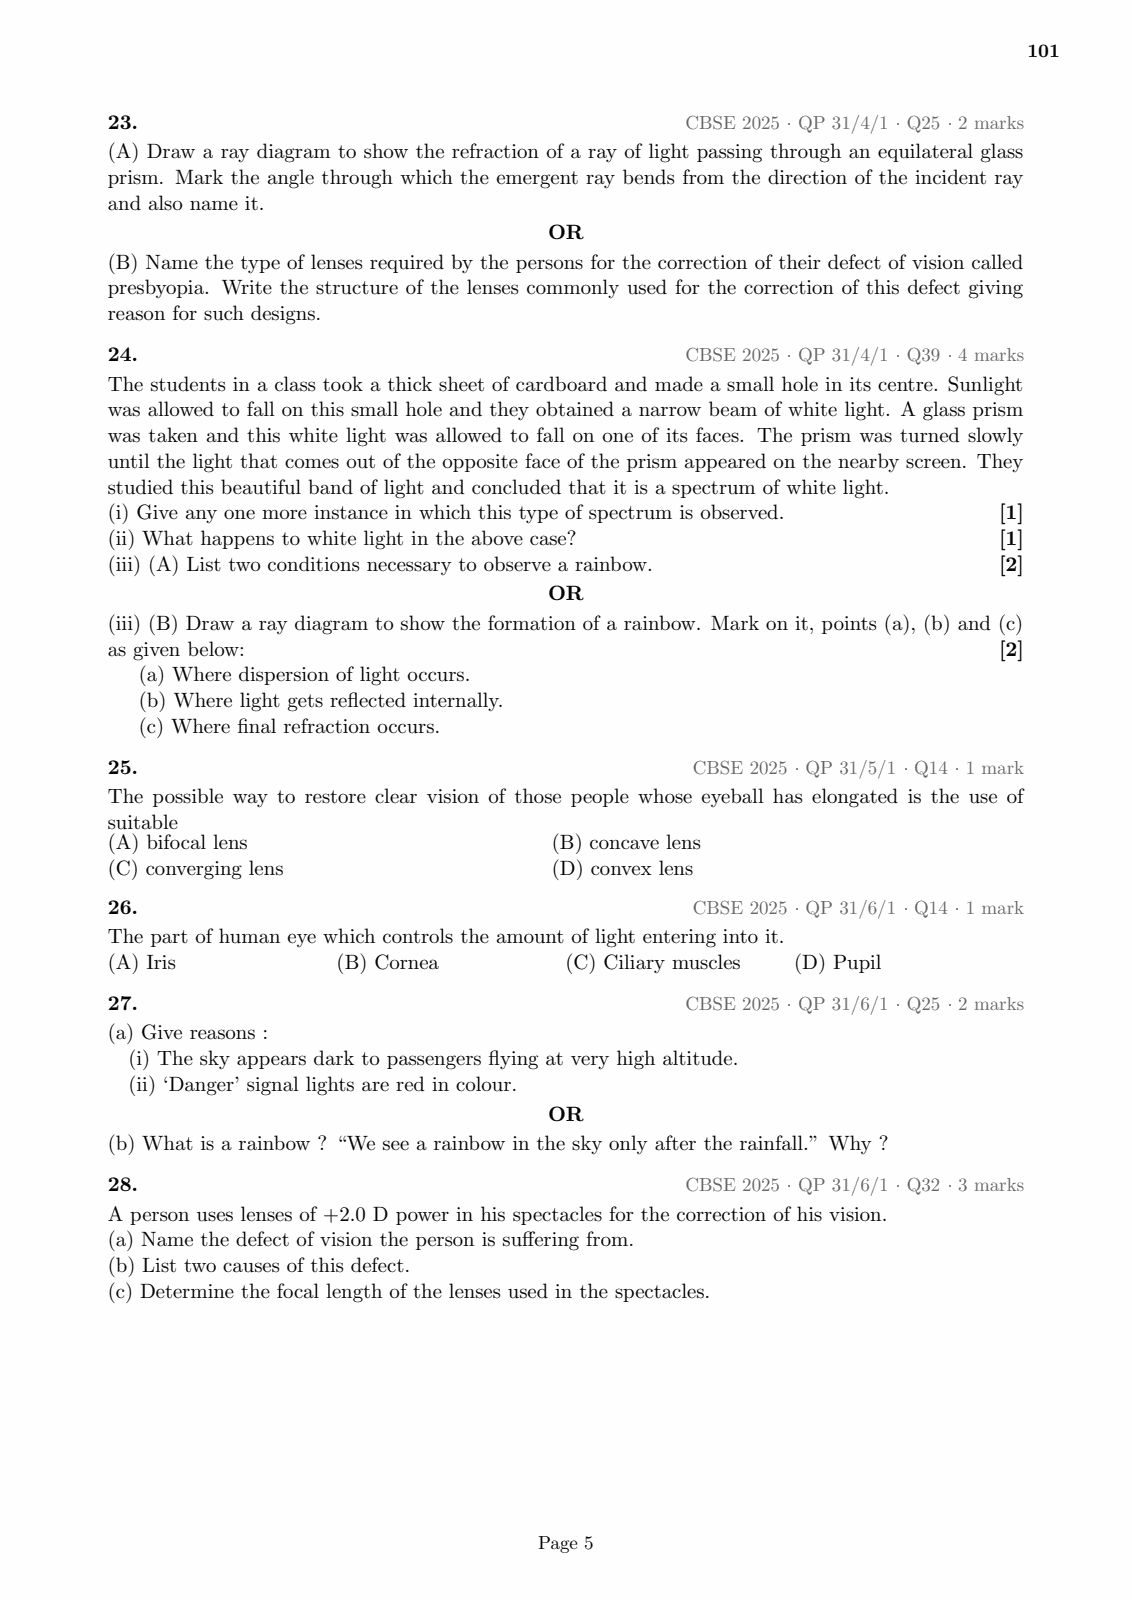 101
23. CBSE 2025 · QP 31/4/1 · Q25 · 2 marks
(A) Draw a ray diagram to show the refraction of a ray of light passing through an equilateral glass
prism. Mark the angle through which the emergent ray bends from the direction of the incident ray
and also name it.
OR
(B) Name the type of lenses required by the persons for the correction of their defect of vision called
presbyopia. Write the structure of the lenses commonly used for the correction of this defect giving
reason for such designs.
24. CBSE 2025 · QP 31/4/1 · Q39 · 4 marks
The students in a class took a thick sheet of cardboard and made a small hole in its centre. Sunlight
was allowed to fall on this small hole and they obtained a narrow beam of white light. A glass prism
was taken and this white light was allowed to fall on one of its faces. The prism was turned slowly
until the light that comes out of the opposite face of the prism appeared on the nearby screen. They
studied this beautiful band of light and concluded that it is a spectrum of white light.
(i) Give any one more instance in which this type of spectrum is observed. [1]
(ii) What happens to white light in the above case? [1]
(iii) (A) List two conditions necessary to observe a rainbow. [2]
OR
(iii) (B) Draw a ray diagram to show the formation of a rainbow. Mark on it, points (a), (b) and (c)
as given below: [2]
(a) Where dispersion of light occurs.
(b) Where light gets reflected internally.
(c) Where final refraction occurs.
25. CBSE 2025 · QP 31/5/1 · Q14 · 1 mark
The possible way to restore clear vision of those people whose eyeball has elongated is the use of
suitable
(A) bifocal lens (B) concave lens
(C) converging lens (D) convex lens
26. CBSE 2025 · QP 31/6/1 · Q14 · 1 mark
The part of human eye which controls the amount of light entering into it.
(A) Iris (B) Cornea (C) Ciliary muscles (D) Pupil
27. CBSE 2025 · QP 31/6/1 · Q25 · 2 marks
(a) Give reasons :
(i) The sky appears dark to passengers flying at very high altitude.
(ii) ‘Danger’ signal lights are red in colour.
OR
(b) What is a rainbow ? “We see a rainbow in the sky only after the rainfall.” Why ?
28. CBSE 2025 · QP 31/6/1 · Q32 · 3 marks
A person uses lenses of +2.0 D power in his spectacles for the correction of his vision.
(a) Name the defect of vision the person is suffering from.
(b) List two causes of this defect.
(c) Determine the focal length of the lenses used in the spectacles.
Page 5